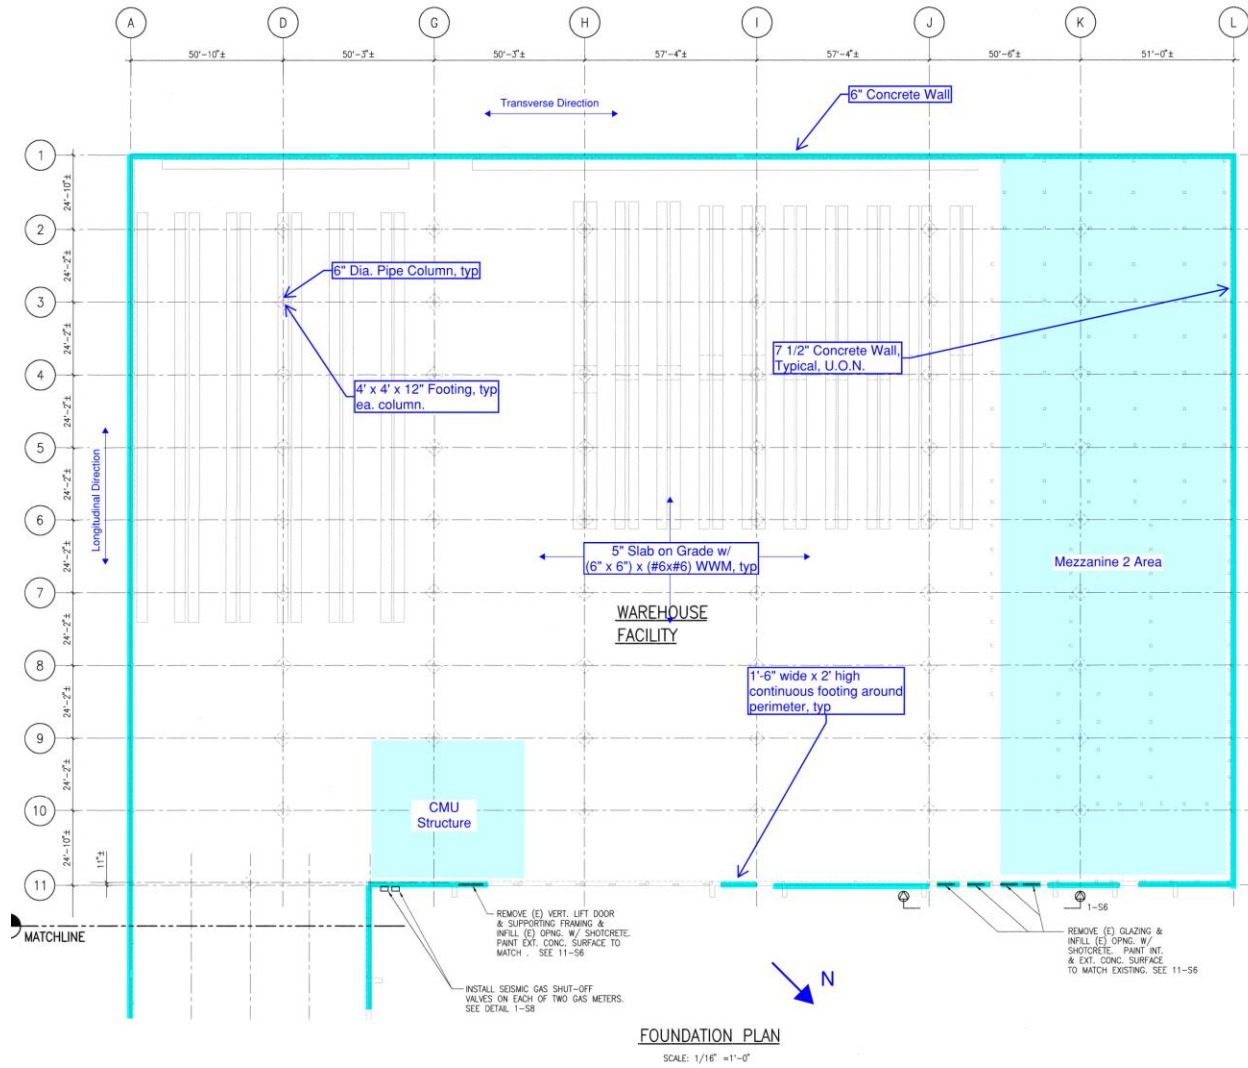 A D G H I J K L
50'-10"± 50'-3"± 50'-3"± 57'-4"± 57'-4"± 50'-6"± 51'-0"±
Transverse Direction
6" Concrete Wall
1
24'-10"±
2
24'-2"±
3
24'-2"±
4
24'-2"±
5
24'-2"±
6
24'-2"±
7
24'-2"±
8
24'-2"±
9
24'-2"±
10
24'-10"±
11
11"±
Longitudinal Direction
6" Dia. Pipe Column, typ
4' x 4' x 12" Footing, typ
ea. column.
7 1/2" Concrete Wall,
Typical, U.O.N.
5" Slab on Grade w/
(6" x 6") x (#6x#6) WWM, typ
Mezzanine 2 Area
WAREHOUSE
FACILITY
1'-6" wide x 2' high
continuous footing around
perimeter, typ
CMU
Structure
MATCHLINE
REMOVE (E) VERT. LIFT DOOR
& SUPPORTING FRAMING &
INFILL (E) OPNG. W/ SHOTCRETE.
PAINT EXT. CONC. SURFACE TO
MATCH . SEE 11-S6
INSTALL SEISMIC GAS SHUT-OFF
VALVES ON EACH OF TWO GAS METERS.
SEE DETAIL 1-S8
1-S6
REMOVE (E) GLAZING &
INFILL (E) OPNG. W/
SHOTCRETE. PAINT INT.
& EXT. CONC. SURFACE
TO MATCH EXISTING. SEE 11-S6
N
FOUNDATION PLAN
SCALE: 1/16" =1'-0"